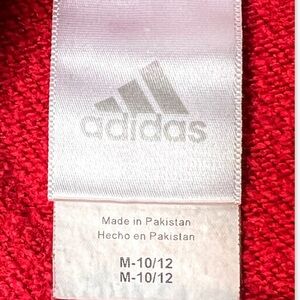 adidas
Made in Pakistan
Hecho en Pakistan
M-10/12
M-10/12